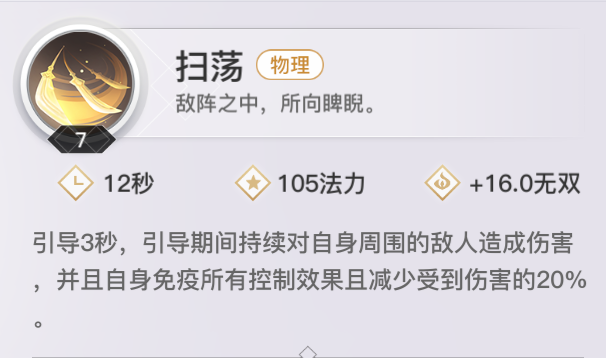 扫荡 物理
敌阵之中，所向睥睨。
7
12秒 105法力 +16.0无双
引导3秒，引导期间持续对自身周围的敌人造成伤害
，并且自身免疫所有控制效果且减少受到伤害的20%
。